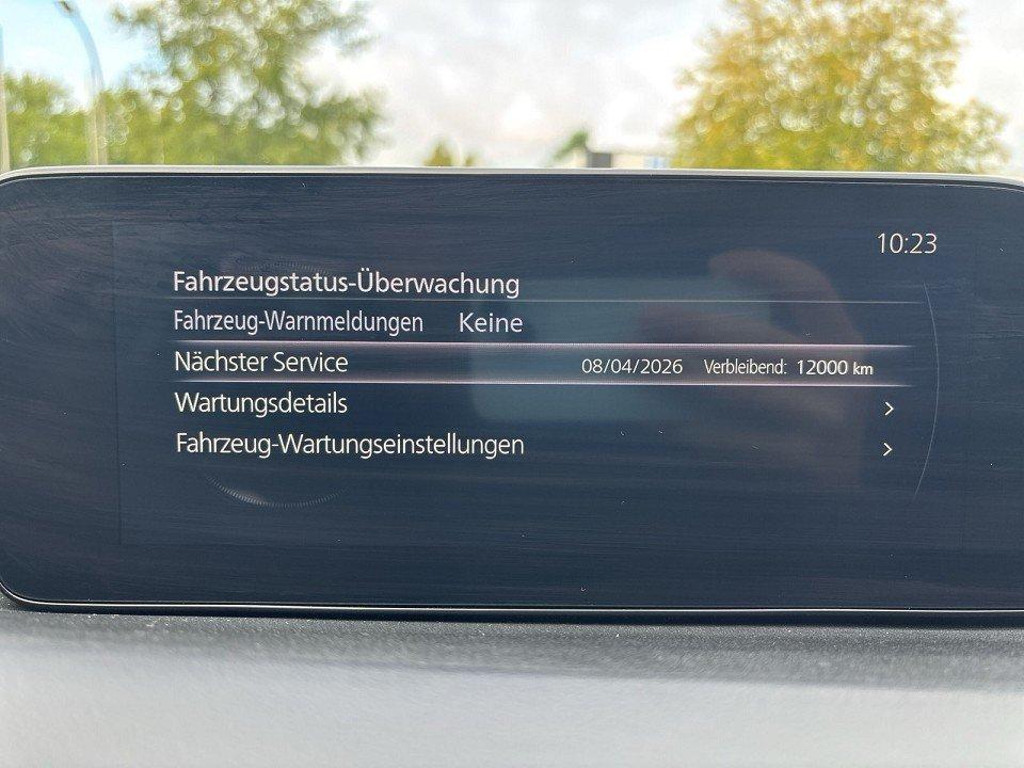 10:23
Fahrzeugstatus-Überwachung
Fahrzeug-Warnmeldungen Keine
Nächster Service 08/04/2026 Verbleibend: 12000 km
Wartungsdetails >
Fahrzeug-Wartungseinstellungen >